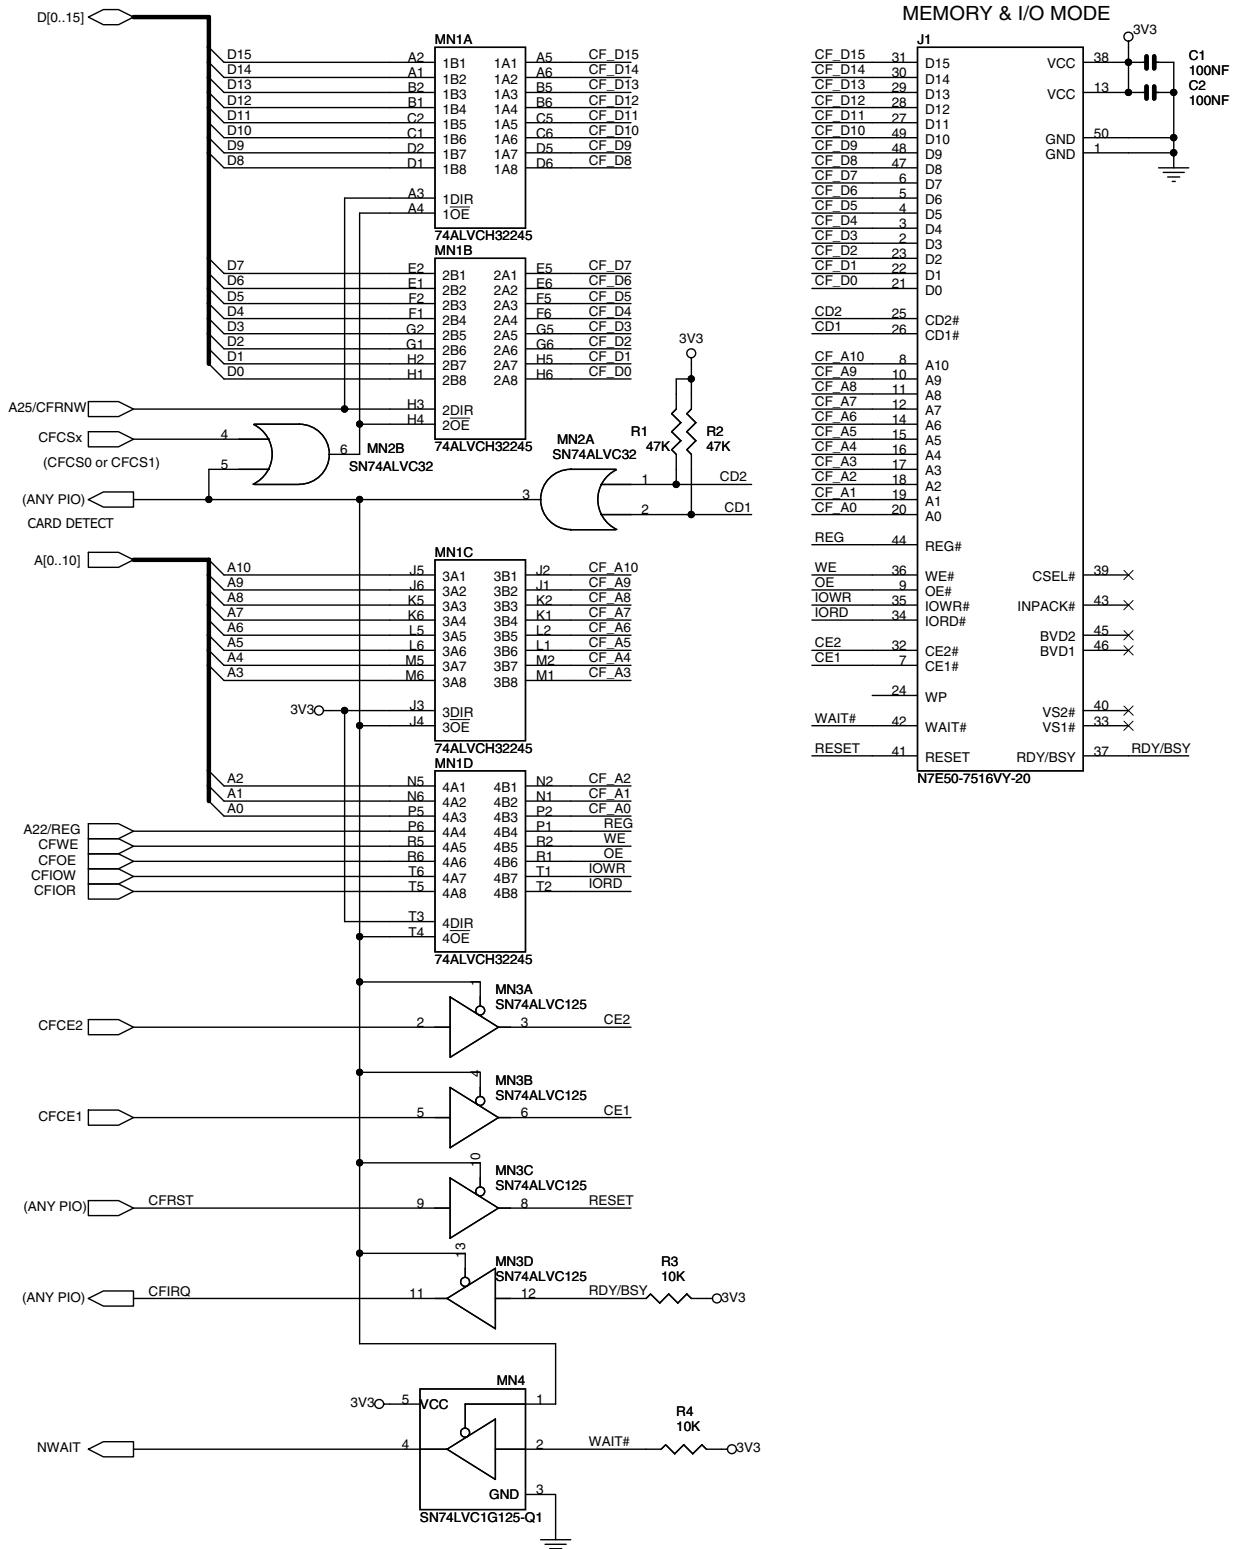 MEMORY & I/O MODE
D[0..15]
MN1A
D15 A2 1B1 1A1 A5 CF_D15
D14 A1 1B2 1A2 A6 CF_D14
D13 B2 1B3 1A3 B5 CF_D13
D12 B1 1B4 1A4 B6 CF_D12
D11 C2 1B5 1A5 C5 CF_D11
D10 C1 1B6 1A6 C6 CF_D10
D9 D2 1B7 1A7 D5 CF_D9
D8 D1 1B8 1A8 D6 CF_D8
A3 1DIR
A4 1OE
74ALVCH32245
MN1B
D7 E2 2B1 2A1 E5 CF_D7
D6 E1 2B2 2A2 E6 CF_D6
D5 F2 2B3 2A3 F5 CF_D5
D4 F1 2B4 2A4 F6 CF_D4
D3 G2 2B5 2A5 G5 CF_D3
D2 G1 2B6 2A6 G6 CF_D2
D1 H2 2B7 2A7 H5 CF_D1
D0 H1 2B8 2A8 H6 CF_D0
A25/CFRNW H3 2DIR
H4 2OE
74ALVCH32245
CFCSx 4
(CFCS0 or CFCS1) 5
6 MN2B
SN74ALVC32
3V3
R1 47K
R2 47K
MN2A
SN74ALVC32
1 CD2
2 CD1
3
(ANY PIO)
CARD DETECT
A[0..10]
MN1C
A10 J5 3A1 3B1 J2 CF_A10
A9 J6 3A2 3B2 J1 CF_A9
A8 K5 3A3 3B3 K2 CF_A8
A7 K6 3A4 3B4 K1 CF_A7
A6 L5 3A5 3B5 L2 CF_A6
A5 L6 3A6 3B6 L1 CF_A5
A4 M5 3A7 3B7 M2 CF_A4
A3 M6 3A8 3B8 M1 CF_A3
3V3 J3 3DIR
J4 3OE
74ALVCH32245
MN1D
A2 N5 4A1 4B1 N2 CF_A2
A1 N6 4A2 4B2 N1 CF_A1
A0 P5 4A3 4B3 P2 CF_A0
A22/REG P6 4A4 4B4 P1 REG
CFWE R5 4A5 4B5 R2 WE
CFOE R6 4A6 4B6 R1 OE
CFIOW T6 4A7 4B7 T1 IOWR
CFIOR T5 4A8 4B8 T2 IORD
T3 4DIR
T4 4OE
74ALVCH32245
1 MN3A
SN74ALVC125
CFCE2 2 3 CE2
4 MN3B
SN74ALVC125
CFCE1 5 6 CE1
10 MN3C
SN74ALVC125
(ANY PIO) CFRST 9 8 RESET
13 MN3D
SN74ALVC125
(ANY PIO) CFIRQ 11 12 RDY/BSY R3 10K 3V3
MN4
3V3 5 VCC 1
NWAIT 4 2 WAIT# R4 10K 3V3
GND 3
SN74LVC1G125-Q1
J1
CF_D15 31 D15
CF_D14 30 D14
CF_D13 29 D13
CF_D12 28 D12
CF_D11 27 D11
CF_D10 49 D10
CF_D9 48 D9
CF_D8 47 D8
CF_D7 6 D7
CF_D6 5 D6
CF_D5 4 D5
CF_D4 3 D4
CF_D3 2 D3
CF_D2 23 D2
CF_D1 22 D1
CF_D0 21 D0
CD2 25 CD2#
CD1 26 CD1#
CF_A10 8 A10
CF_A9 10 A9
CF_A8 11 A8
CF_A7 12 A7
CF_A6 14 A6
CF_A5 15 A5
CF_A4 16 A4
CF_A3 17 A3
CF_A2 18 A2
CF_A1 19 A1
CF_A0 20 A0
REG 44 REG#
WE 36 WE#
OE 9 OE#
IOWR 35 IOWR#
IORD 34 IORD#
CE2 32 CE2#
CE1 7 CE1#
24 WP
WAIT# 42 WAIT#
RESET 41 RESET
3V3
VCC 38 C1 100NF
VCC 13 C2 100NF
GND 50
GND 1
CSEL# 39
INPACK# 43
BVD2 45
BVD1 46
VS2# 40
VS1# 33
RDY/BSY 37 RDY/BSY
N7E50-7516VY-20